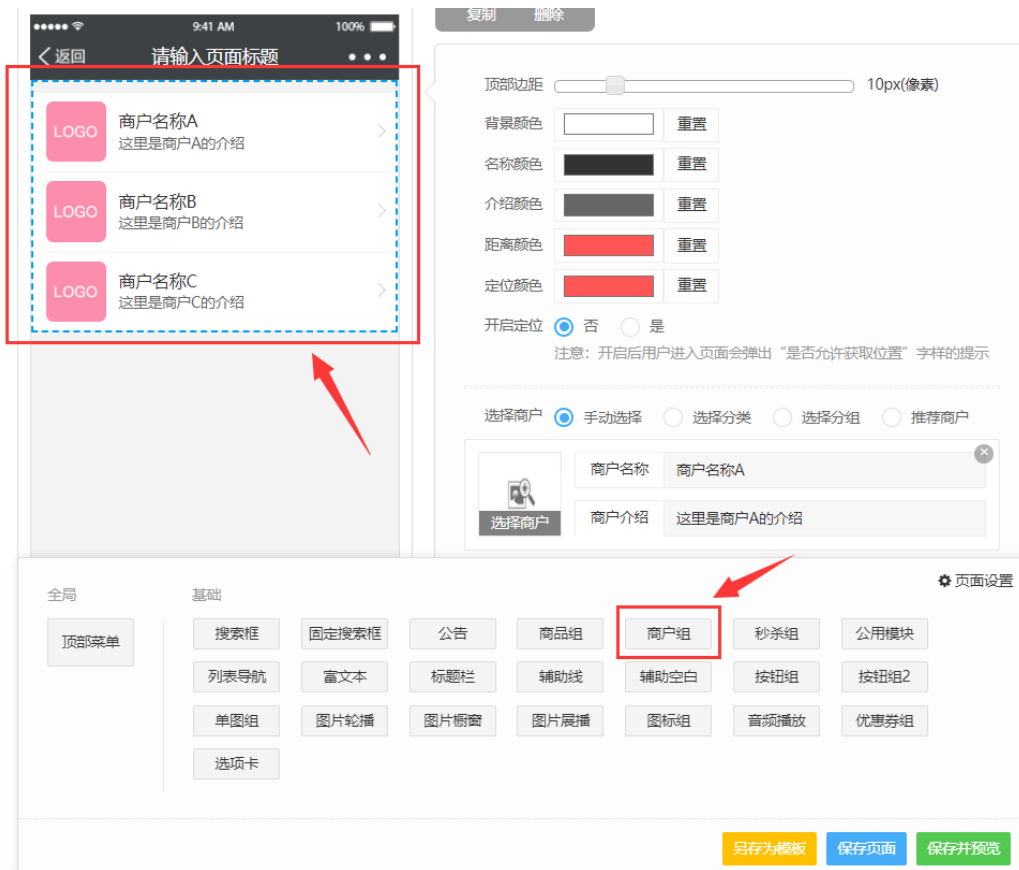 复制 删除
9:41 AM 100%
返回 请输入页面标题
LOGO 商户名称A
这里是商户A的介绍
LOGO 商户名称B
这里是商户B的介绍
LOGO 商户名称C
这里是商户C的介绍
顶部边距 10px(像素)
背景颜色 重置
名称颜色 重置
介绍颜色 重置
距离颜色 重置
定位颜色 重置
开启定位 否 是
注意：开启后用户进入页面会弹出“是否允许获取位置”字样的提示
选择商户 手动选择 选择分类 选择分组 推荐商户
选择商户
商户名称 商户名称A
商户介绍 这里是商户A的介绍
页面设置
全局 基础
顶部菜单
搜索框 固定搜索框 公告 商品组 商户组 秒杀组 公用模块
列表导航 富文本 标题栏 辅助线 辅助空白 按钮组 按钮组2
单图组 图片轮播 图片橱窗 图片展播 图标组 音频播放 优惠券组
选项卡
另存为模板 保存页面 保存并预览